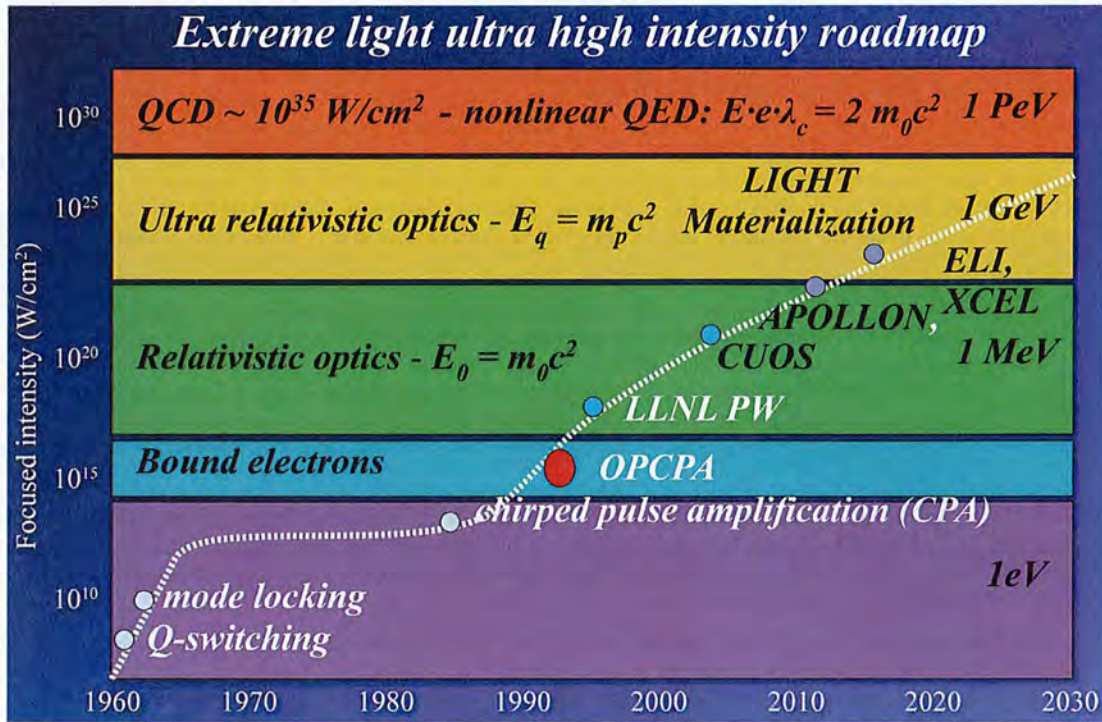 Extreme light ultra high intensity roadmap
Focused intensity (W/cm²)
10³⁰
10²⁵
10²⁰
10¹⁵
10¹⁰
QCD ~ 10³⁵ W/cm² - nonlinear QED: E·e·λ_c = 2 m₀c²
1 PeV
LIGHT
Materialization
Ultra relativistic optics - E_q = m_pc²
1 GeV
ELI,
XCEL
APOLLON,
Relativistic optics - E₀ = m₀c²
CUOS
1 MeV
LLNL PW
Bound electrons
OPCPA
chirped pulse amplification (CPA)
1eV
mode locking
Q-switching
1960 1970 1980 1990 2000 2010 2020 2030